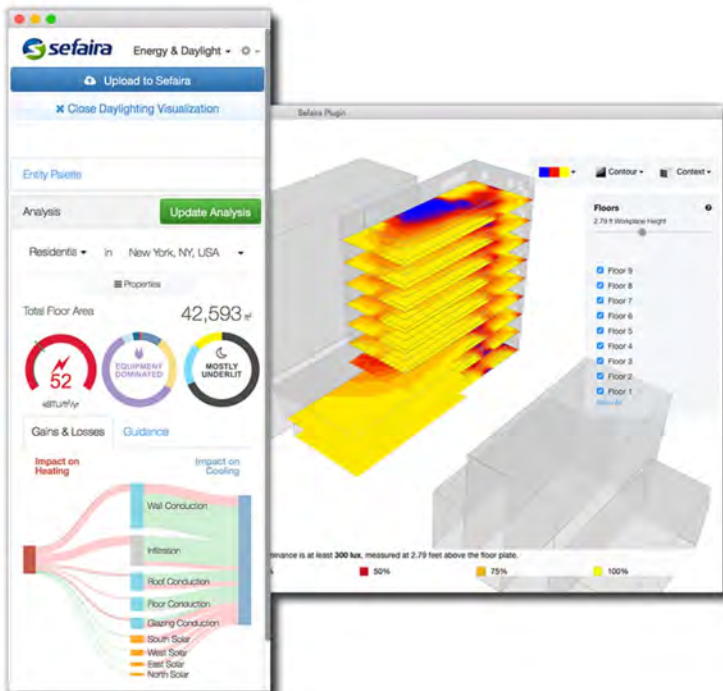 sefaira
Energy & Daylight
Upload to Sefaira
Close Daylighting Visualization
Entity Palette
Analysis
Update Analysis
Residentia
in
New York, NY, USA
Properties
Total Floor Area
42,593 ft²
52
kBTU/ft²/yr
EQUIPMENT
DOMINATED
MOSTLY
UNDERLIT
Gains & Losses
Guidance
Impact on
Heating
Impact on
Cooling
Wall Conduction
Infiltration
Roof Conduction
Floor Conduction
Glazing Conduction
South Solar
West Solar
East Solar
North Solar
Sefaira Plugin
Contour
Context
Floors
2.79 ft Workplane Height
Floor 9
Floor 8
Floor 7
Floor 6
Floor 5
Floor 4
Floor 3
Floor 2
Floor 1
minance is at least 300 lux, measured at 2.79 feet above the floor plate.
%
50%
75%
100%